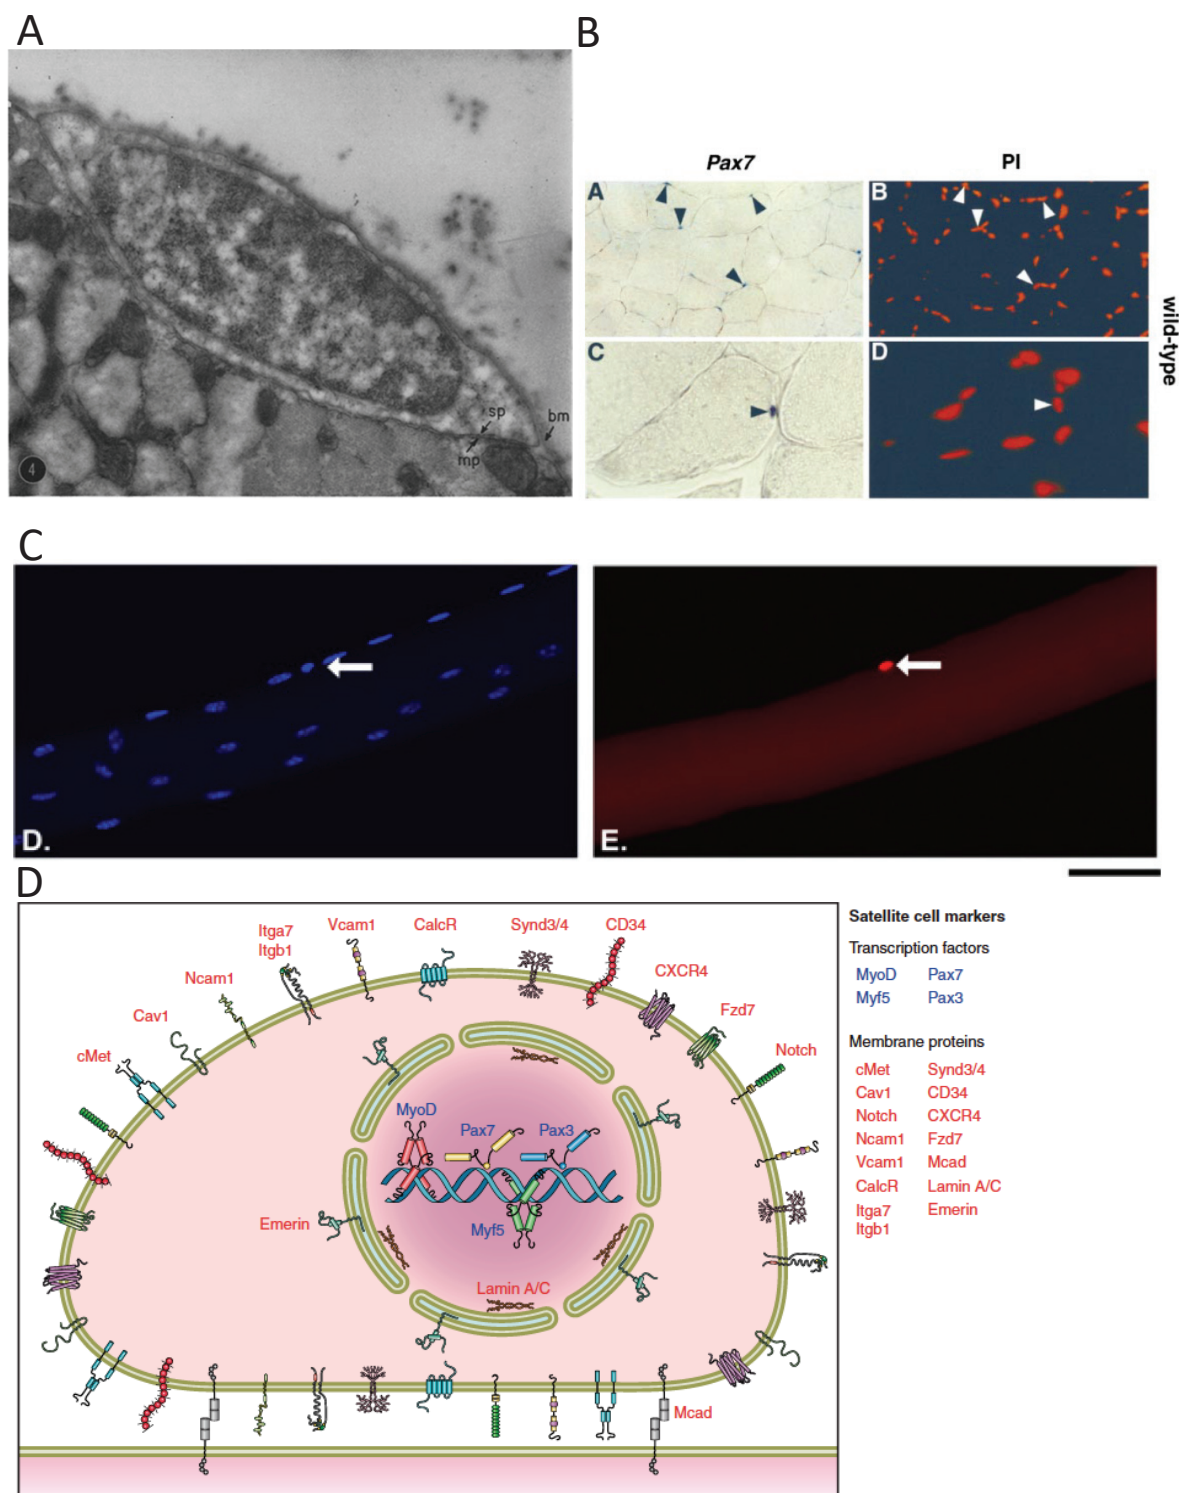 A
B
sp
bm
mp
4
Pax7
PI
A
B
C
D
wild-type
C
D.
E.
D
Vcam1
CalcR
Synd3/4
CD34
Itga7
Itgb1
CXCR4
Ncam1
Fzd7
Cav1
Notch
cMet
MyoD
Pax7
Pax3
Emerin
Myf5
Lamin A/C
Mcad
Satellite cell markers
Transcription factors
MyoD Pax7
Myf5 Pax3
Membrane proteins
cMet Synd3/4
Cav1 CD34
Notch CXCR4
Ncam1 Fzd7
Vcam1 Mcad
CalcR Lamin A/C
Itga7 Emerin
Itgb1